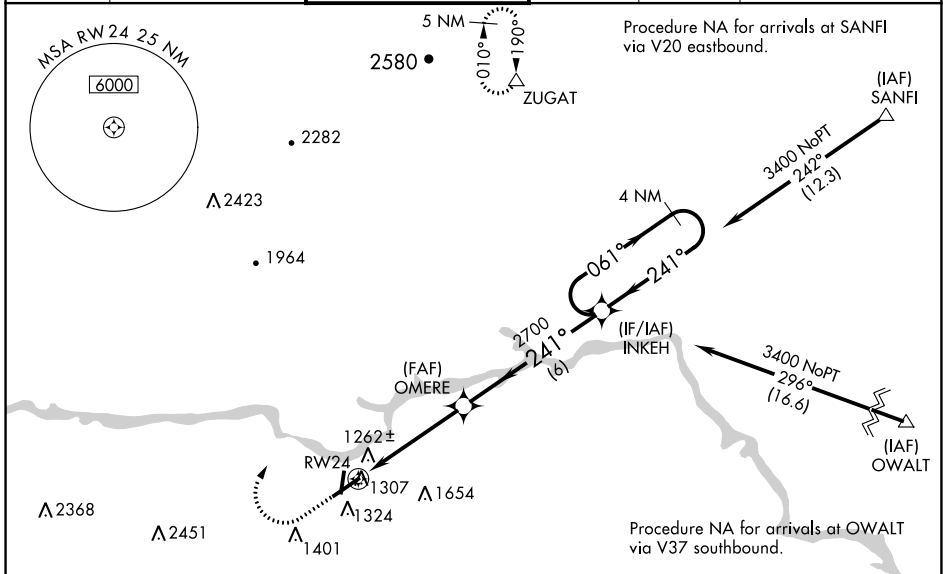 MSA RW 24 25 NM
6000
5 NM
010°
190°
ZUGAT
2580
Procedure NA for arrivals at SANFI
via V20 eastbound.
(IAF)
SANFI
2282
3400 NoPT
242°
(12.3)
2423
4 NM
1964
061°
241°
(IF/IAF)
INKEH
2700
241°
(6)
(FAF)
OMERE
3400 NoPT
296°
(16.6)
(IAF)
OWALT
1262±
RW24
1307
1654
1324
2368
2451
1401
Procedure NA for arrivals at OWALT
via V37 southbound.